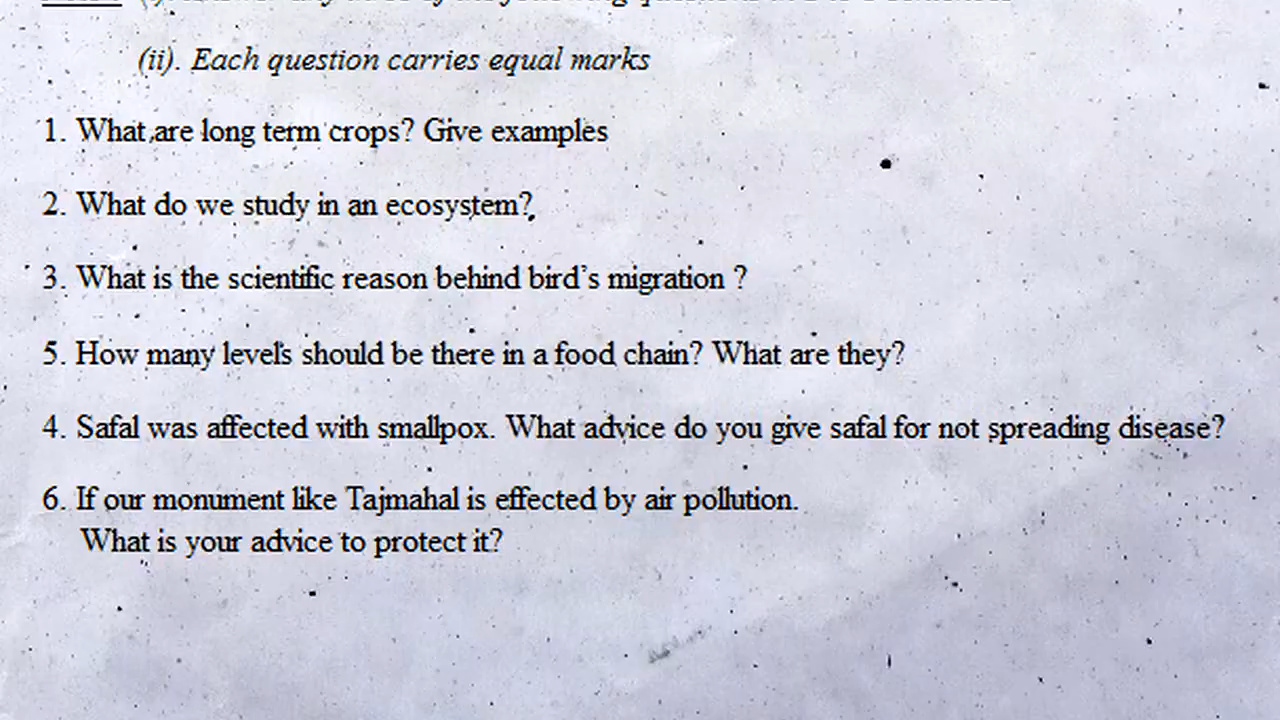 (ii). Each question carries equal marks
1. What are long term crops? Give examples
2. What do we study in an ecosystem?
3. What is the scientific reason behind bird's migration ?
5. How many levels should be there in a food chain? What are they?
4. Safal was affected with smallpox. What advice do you give safal for not spreading disease?
6. If our monument like Tajmahal is effected by air pollution.
What is your advice to protect it?